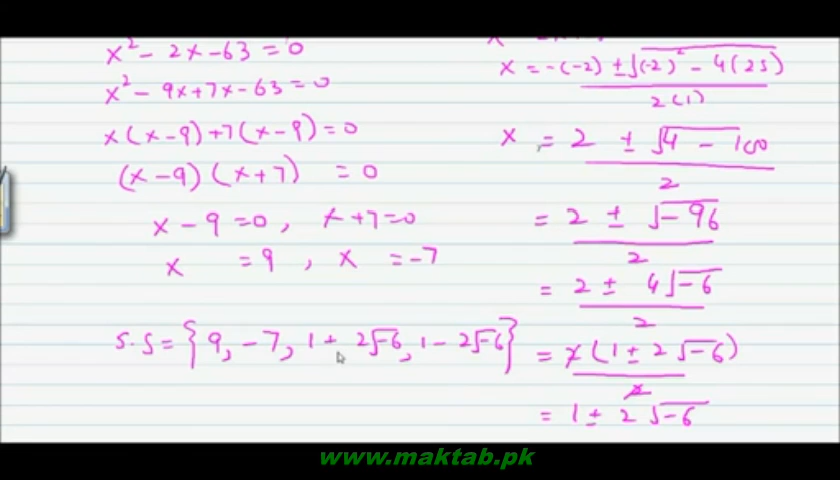 x² - 2x - 63 = 0
x² - 9x + 7x - 63 = 0
x(x - 9) + 7(x - 9) = 0
(x - 9)(x + 7) = 0
x - 9 = 0, x + 7 = 0
x = 9, x = -7
S.S = {9, -7, 1 + 2√-6, 1 - 2√-6}
x = -(-2) ± √(-2)² - 4(25) / 2(1)
x = 2 ± √4 - 100 / 2
= 2 ± √-96 / 2
= 2 ± 4√-6 / 2
= 2(1 ± 2√-6) / 2
= 1 ± 2√-6
www.maktab.pk